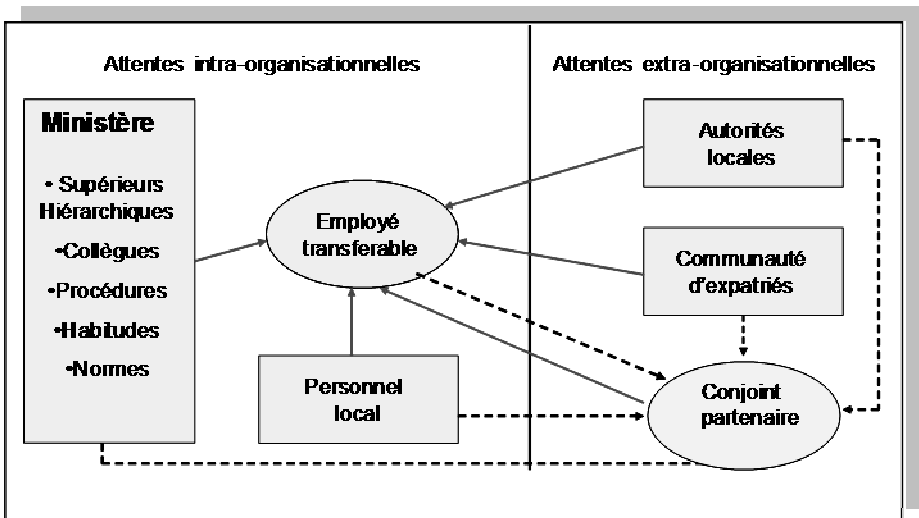 Attentes intra-organisationnelles
Attentes extra-organisationnelles
Ministère
• Supérieurs
Hiérarchiques
•Collègues
•Procédures
•Habitudes
•Normes
Employé
transferable
Personnel
local
Autorités
locales
Communauté
d'expatriés
Conjoint
partenaire